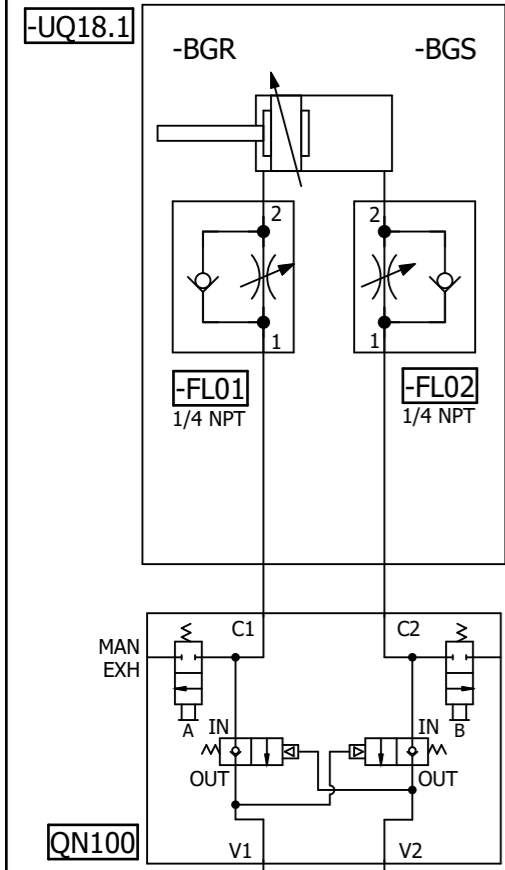 -UQ18.1
-BGR
-BGS
2
2
1
1
-FL01
1/4 NPT
-FL02
1/4 NPT
C1
C2
MAN
EXH
A
IN
IN
B
OUT
OUT
QN100
V1
V2